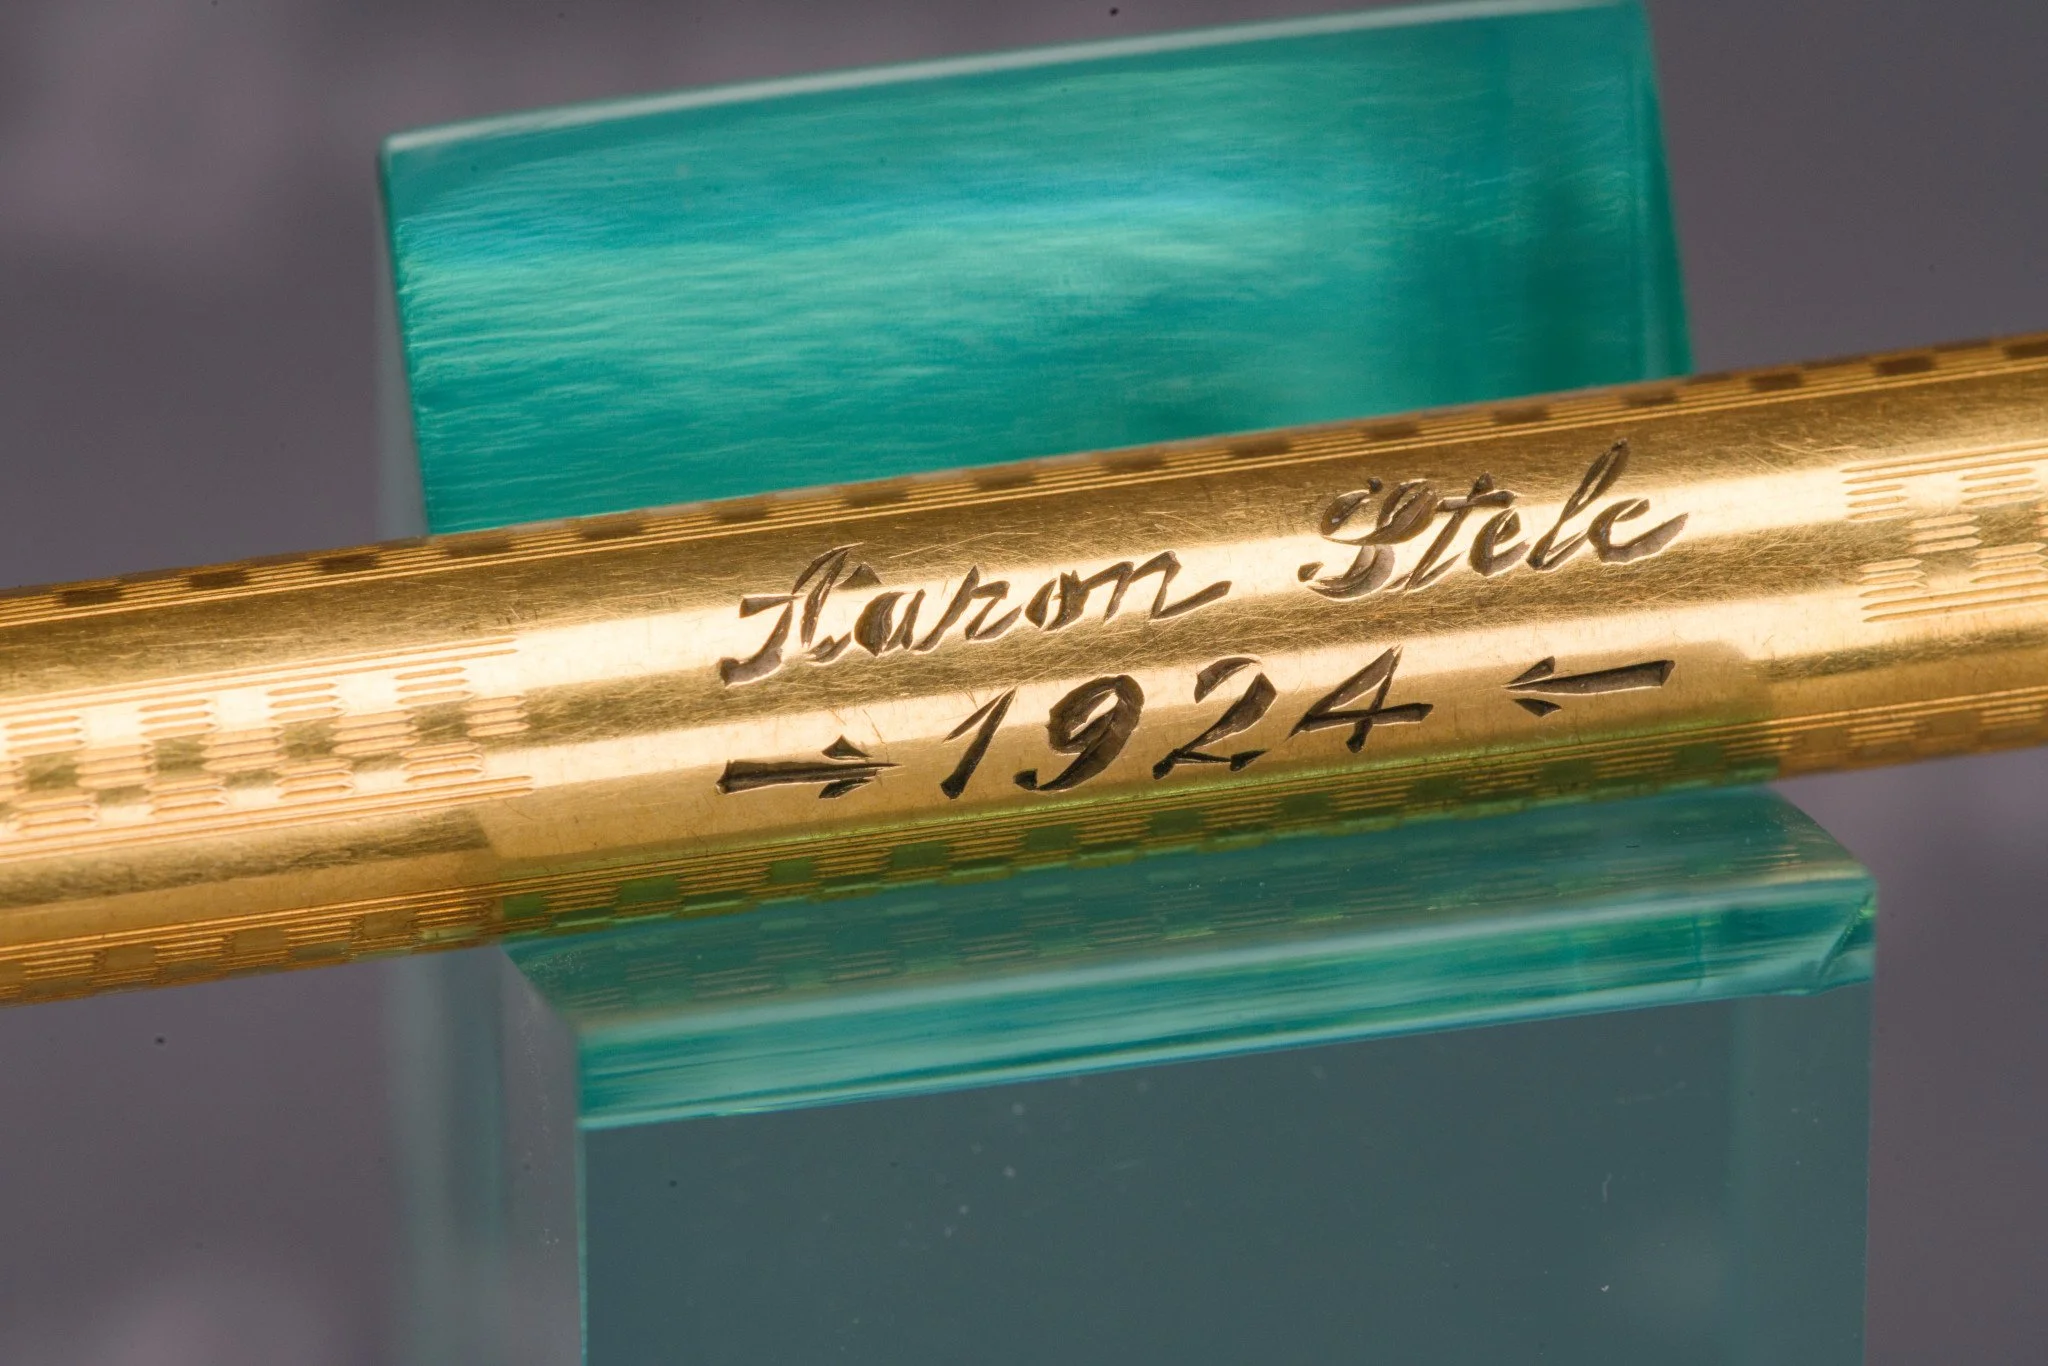 Aaron Stele
→ 1924 ←